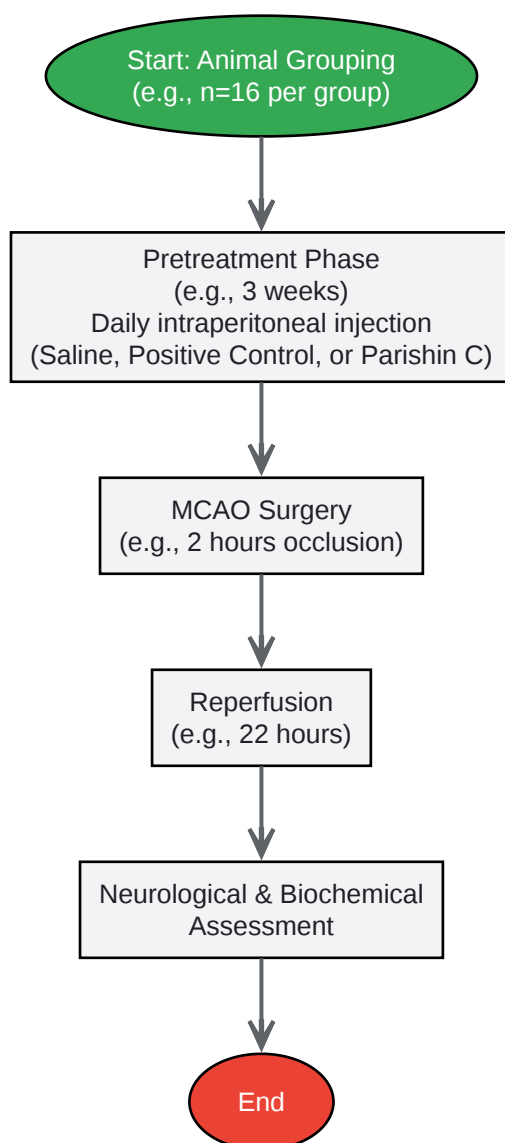 Start: Animal Grouping
(e.g., n=16 per group)
Pretreatment Phase
(e.g., 3 weeks)
Daily intraperitoneal injection
(Saline, Positive Control, or Parishin C)
MCAO Surgery
(e.g., 2 hours occlusion)
Reperfusion
(e.g., 22 hours)
Neurological & Biochemical
Assessment
End